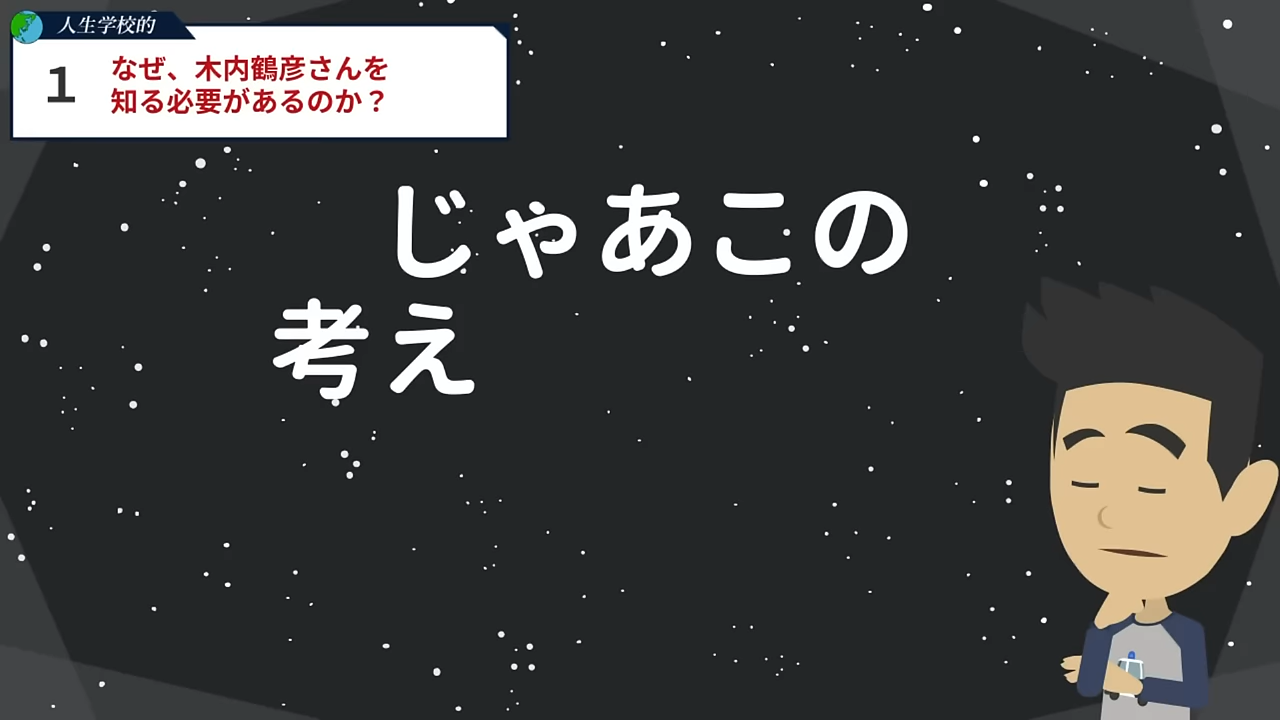 人生学校的
1
なぜ、木内鶴彦さんを
知る必要があるのか？
じゃあこの
考え